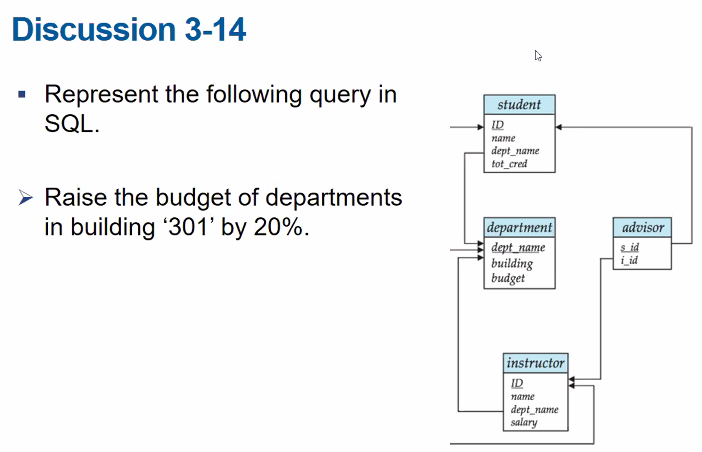 Discussion 3-14
▪ Represent the following query in
SQL.
➢ Raise the budget of departments
in building ‘301’ by 20%.
student
ID
name
dept_name
tot_cred
department
dept_name
building
budget
advisor
s_id
i_id
instructor
ID
name
dept_name
salary